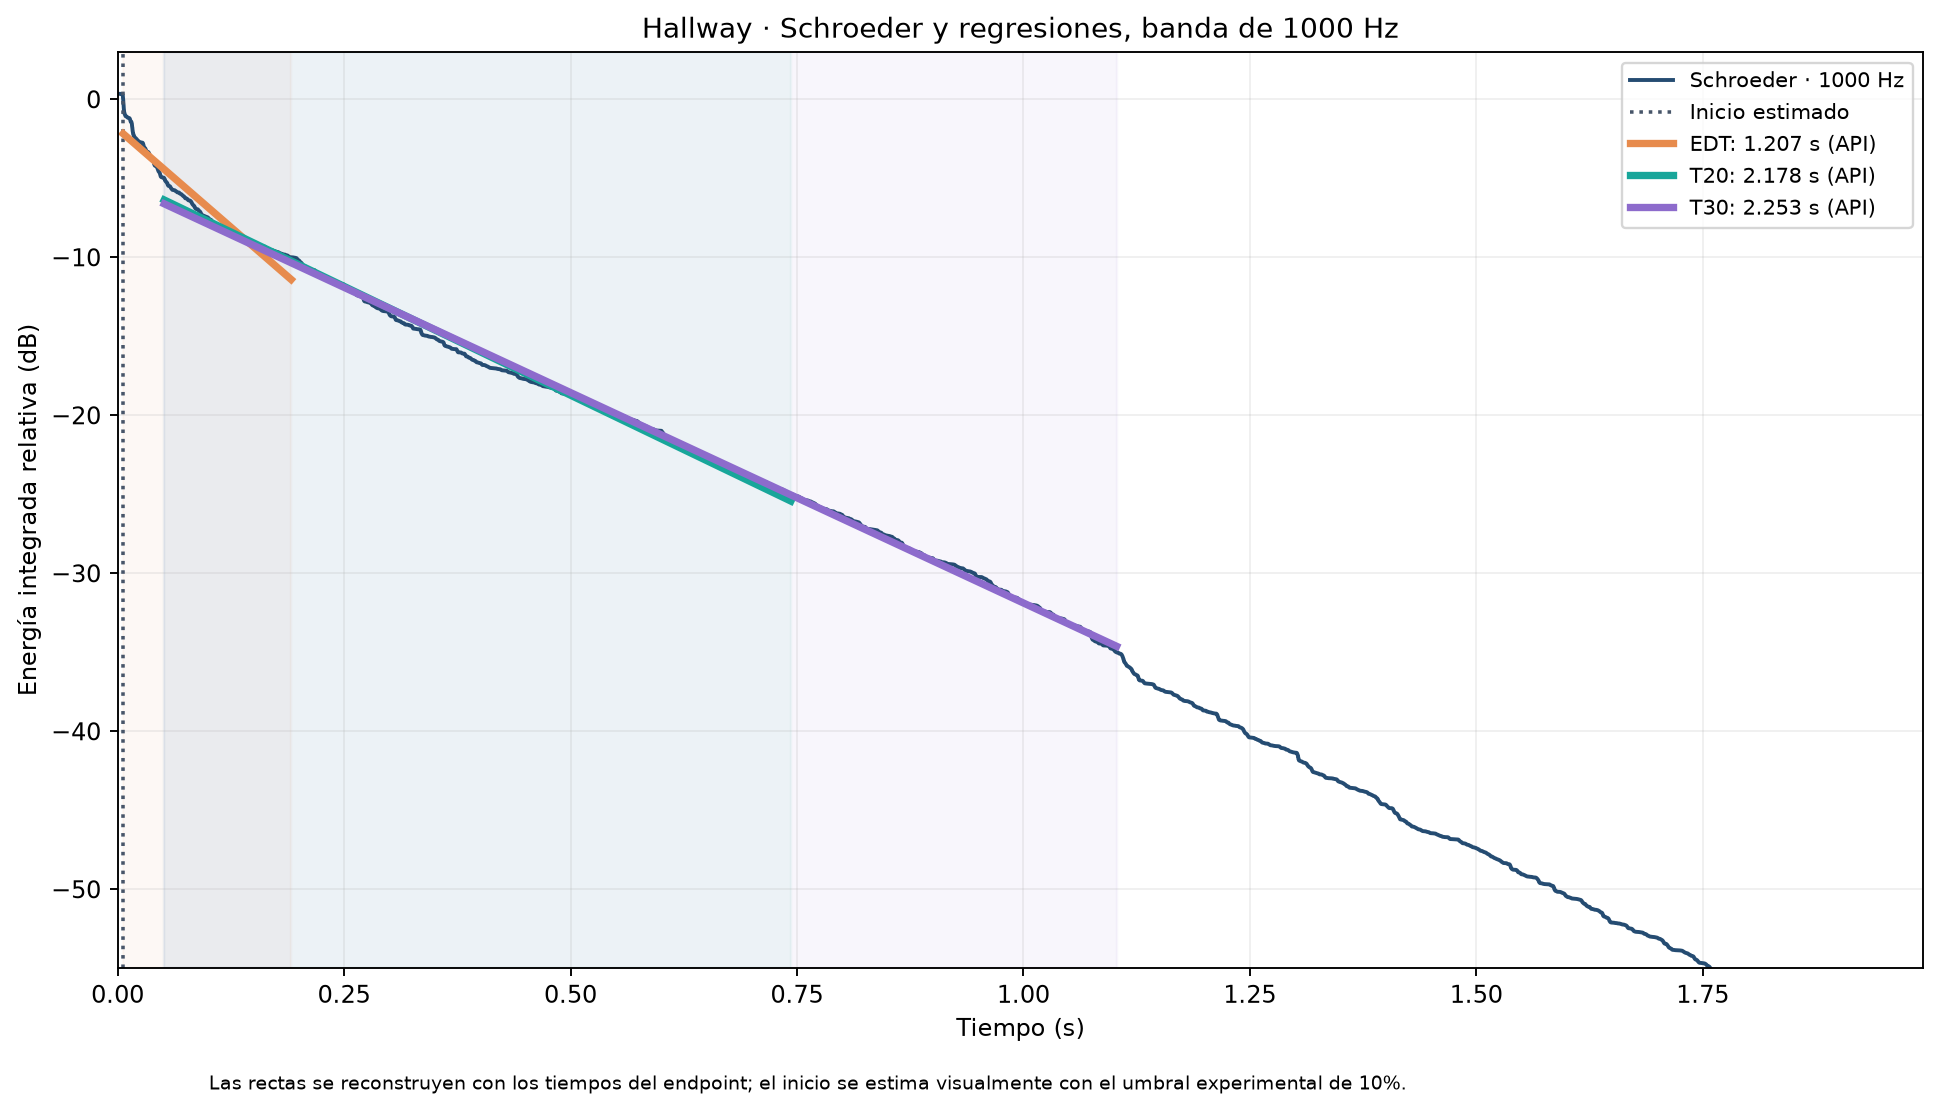 Hallway · Schroeder y regresiones, banda de 1000 Hz
Schroeder · 1000 Hz
Inicio estimado
EDT: 1.207 s (API)
T20: 2.178 s (API)
T30: 2.253 s (API)
Energía integrada relativa (dB)
0
−10
−20
−30
−40
−50
0.00 0.25 0.50 0.75 1.00 1.25 1.50 1.75
Tiempo (s)
Las rectas se reconstruyen con los tiempos del endpoint; el inicio se estima visualmente con el umbral experimental de 10%.